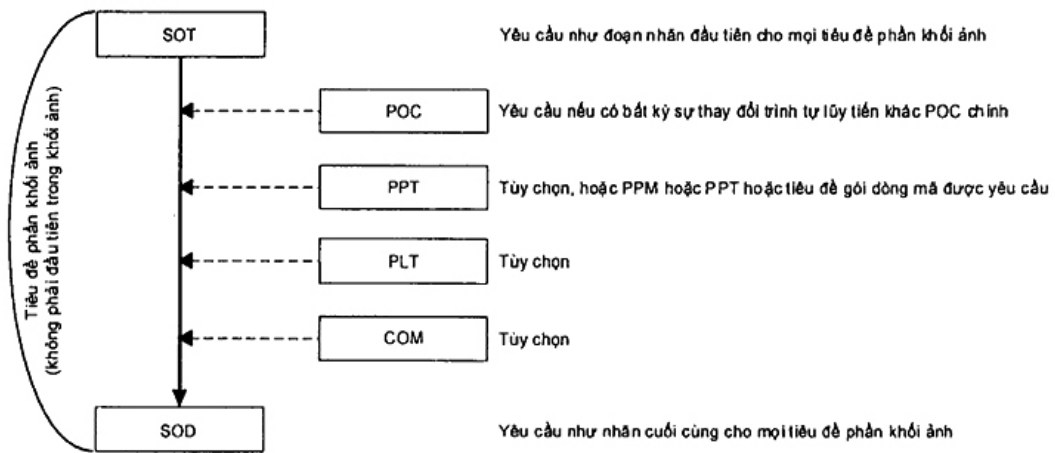 SOT
Yêu cầu như đoạn nhãn đầu tiên cho mọi tiêu đề phần khối ảnh
POC
Yêu cầu nếu có bất kỳ sự thay đổi trình tự lũy tiến khác POC chính
PPT
Tùy chọn, hoặc PPM hoặc PPT hoặc tiêu đề gói dòng mã được yêu cầu
PLT
Tùy chọn
COM
Tùy chọn
SOD
Yêu cầu như nhãn cuối cùng cho mọi tiêu đề phần khối ảnh
Tiêu đề phần khối ảnh
(không phải đầu tiên trong khối ảnh)